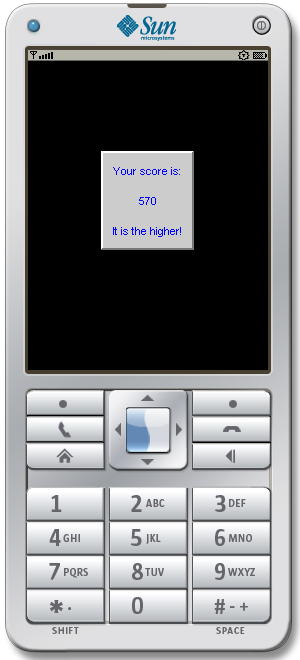 Sun
microsystems
Your score is:
570
It is the higher!
1
2 ABC
3 DEF
4 GHI
5 JKL
6 MNO
7 PQRS
8 TUV
9 WXYZ
* .
0
# - +
SHIFT
SPACE